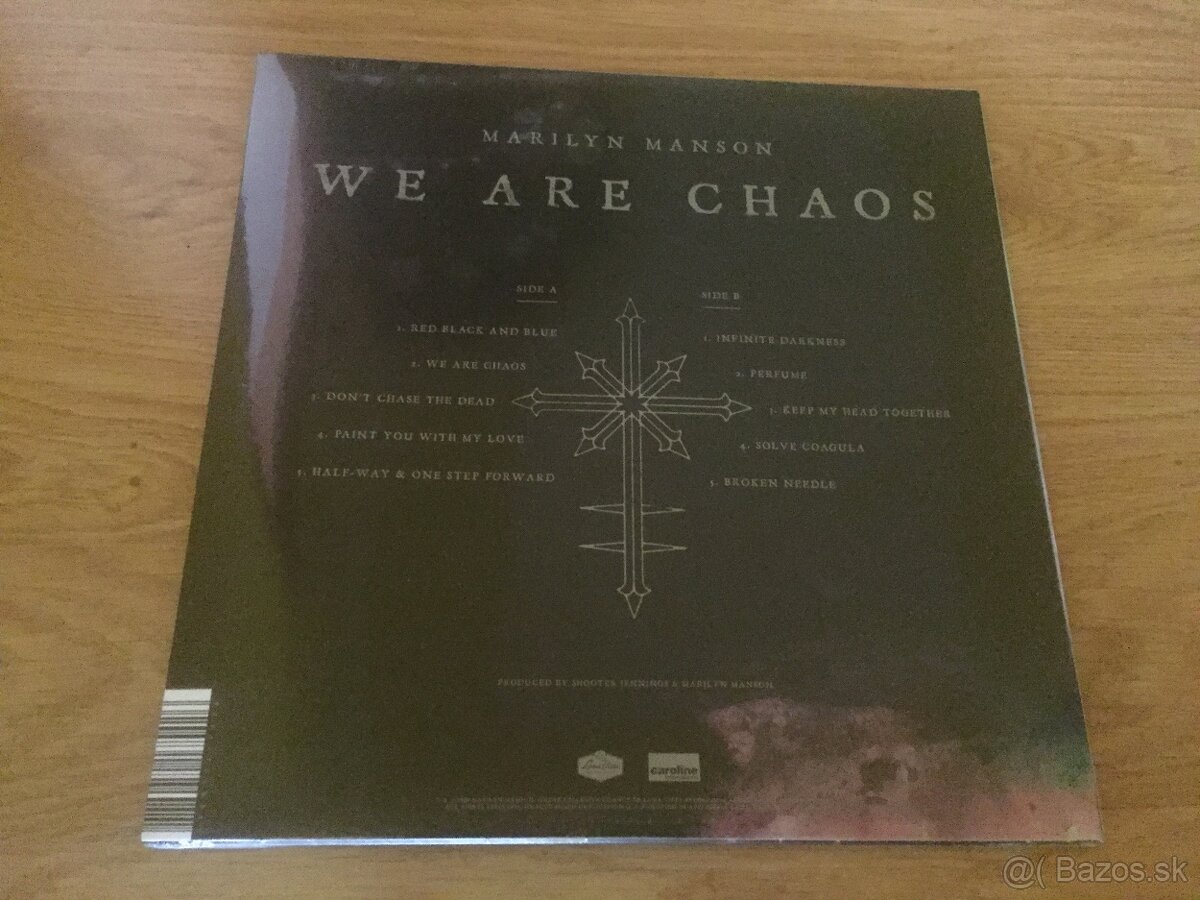 MARILYN MANSON
WE ARE CHAOS
SIDE A
1. RED BLACK AND BLUE
2. WE ARE CHAOS
3. DON'T CHASE THE DEAD
4. PAINT YOU WITH MY LOVE
5. HALF-WAY & ONE STEP FORWARD
SIDE B
1. INFINITE DARKNESS
2. PERFUME
3. KEEP MY HEAD TOGETHER
4. SOLVE COAGULA
5. BROKEN NEEDLE
PRODUCED BY SHOOTER JENNINGS & MARILYN MANSON
Loma Vista
caroline
@( Bazos.sk